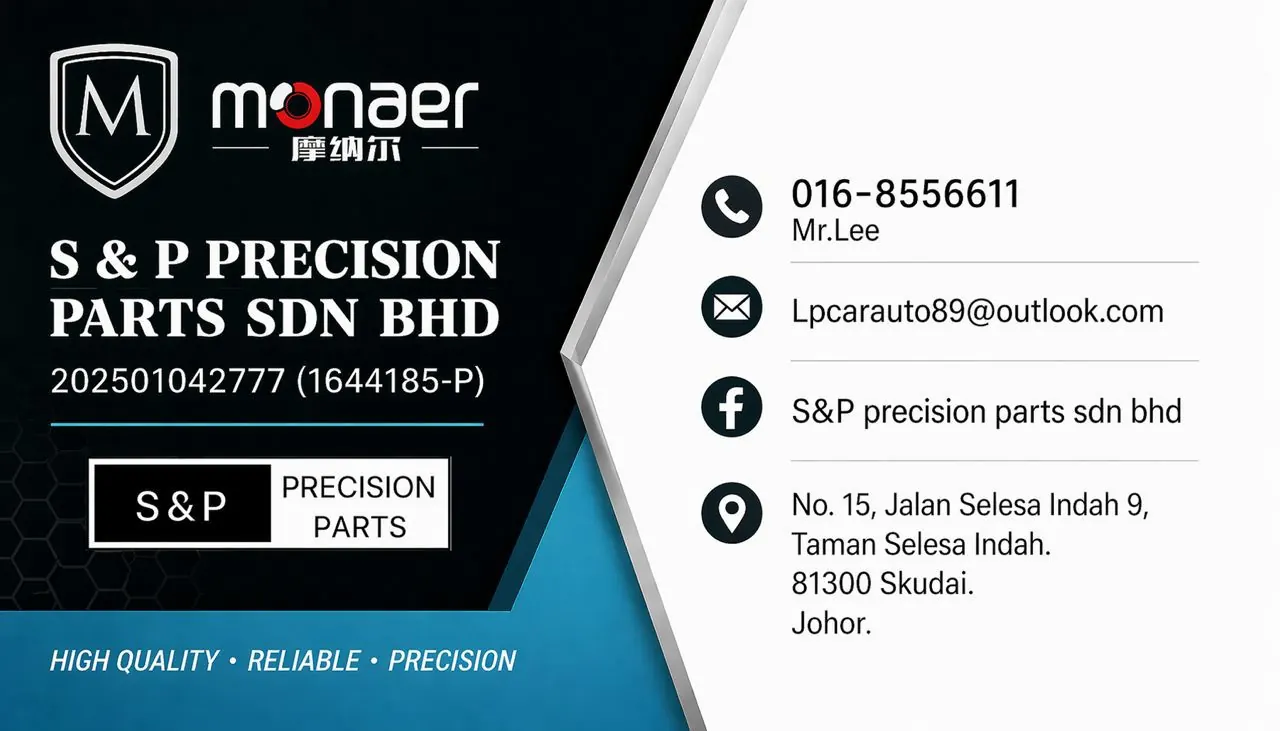 M
monaer
摩纳尔
S & P PRECISION
PARTS SDN BHD
202501042777 (1644185-P)
S&P
PRECISION
PARTS
HIGH QUALITY • RELIABLE • PRECISION
016-8556611
Mr.Lee
Lpcarauto89@outlook.com
S&P precision parts sdn bhd
No. 15, Jalan Selesa Indah 9,
Taman Selesa Indah.
81300 Skudai.
Johor.